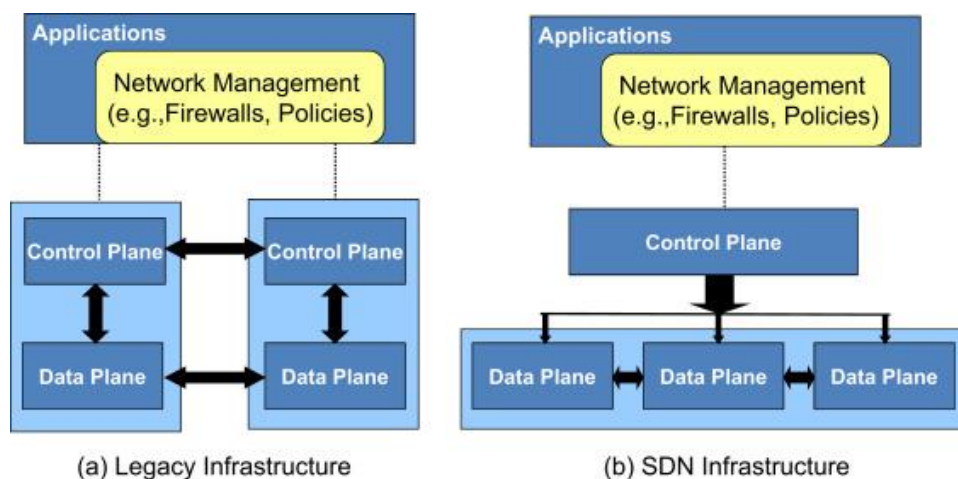 Applications
Network Management
(e.g.,Firewalls, Policies)
Control Plane
Control Plane
Data Plane
Data Plane
(a) Legacy Infrastructure
Applications
Network Management
(e.g.,Firewalls, Policies)
Control Plane
Data Plane
Data Plane
Data Plane
(b) SDN Infrastructure